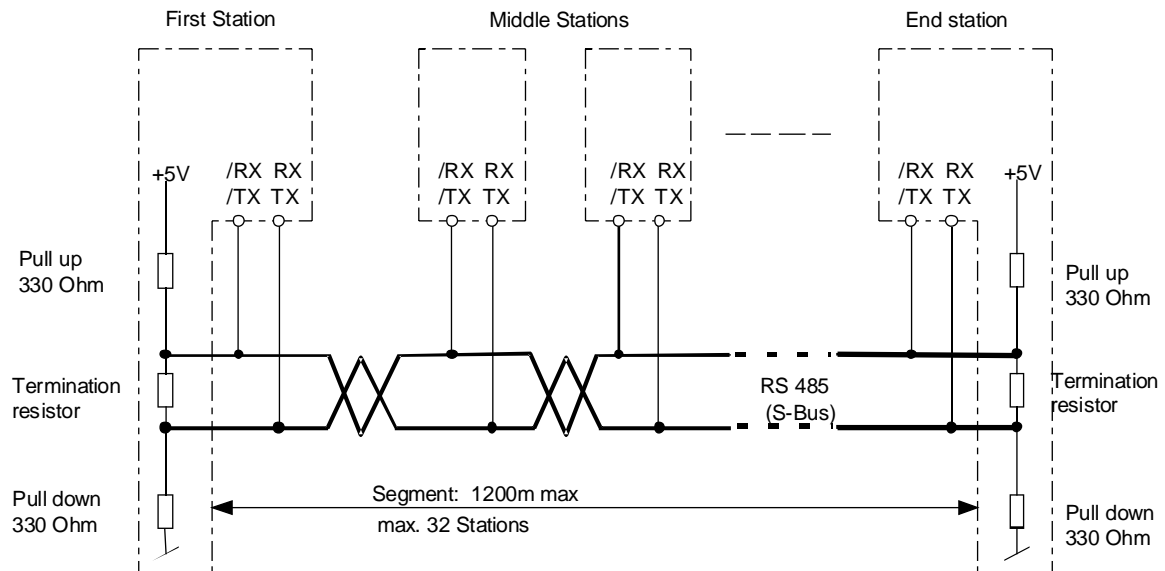 First Station
Middle Stations
End station
+5V
/RX RX
/TX TX
/RX RX
/TX TX
/RX RX
/TX TX
/RX RX
/TX TX
+5V
Pull up
330 Ohm
Pull up
330 Ohm
Termination
resistor
RS 485
(S-Bus)
Termination
resistor
Pull down
330 Ohm
Segment: 1200m max
max. 32 Stations
Pull down
330 Ohm